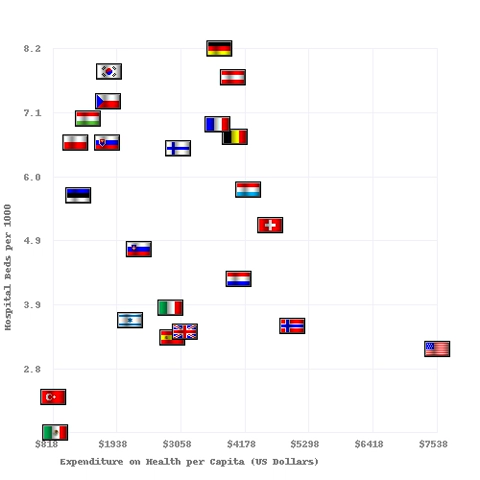 8.2
7.1
6.0
4.9
3.9
2.8
Hospital Beds per 1000
$818 $1938 $3058 $4178 $5298 $6418 $7538
Expenditure on Health per Capita (US Dollars)